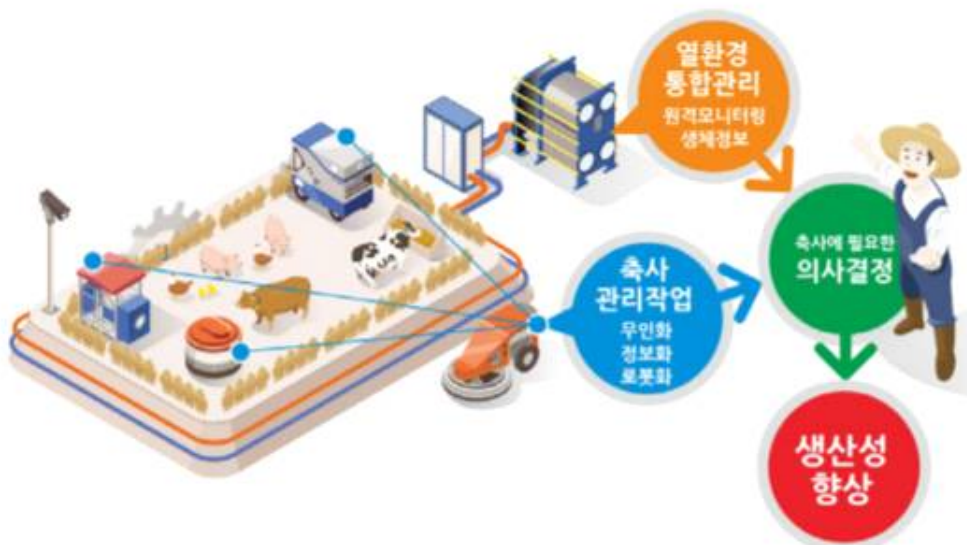 열환경
통합관리
원격모니터링
생체정보
축사
관리작업
무인화
정보화
로봇화
축사에 필요한
의사결정
생산성
향상